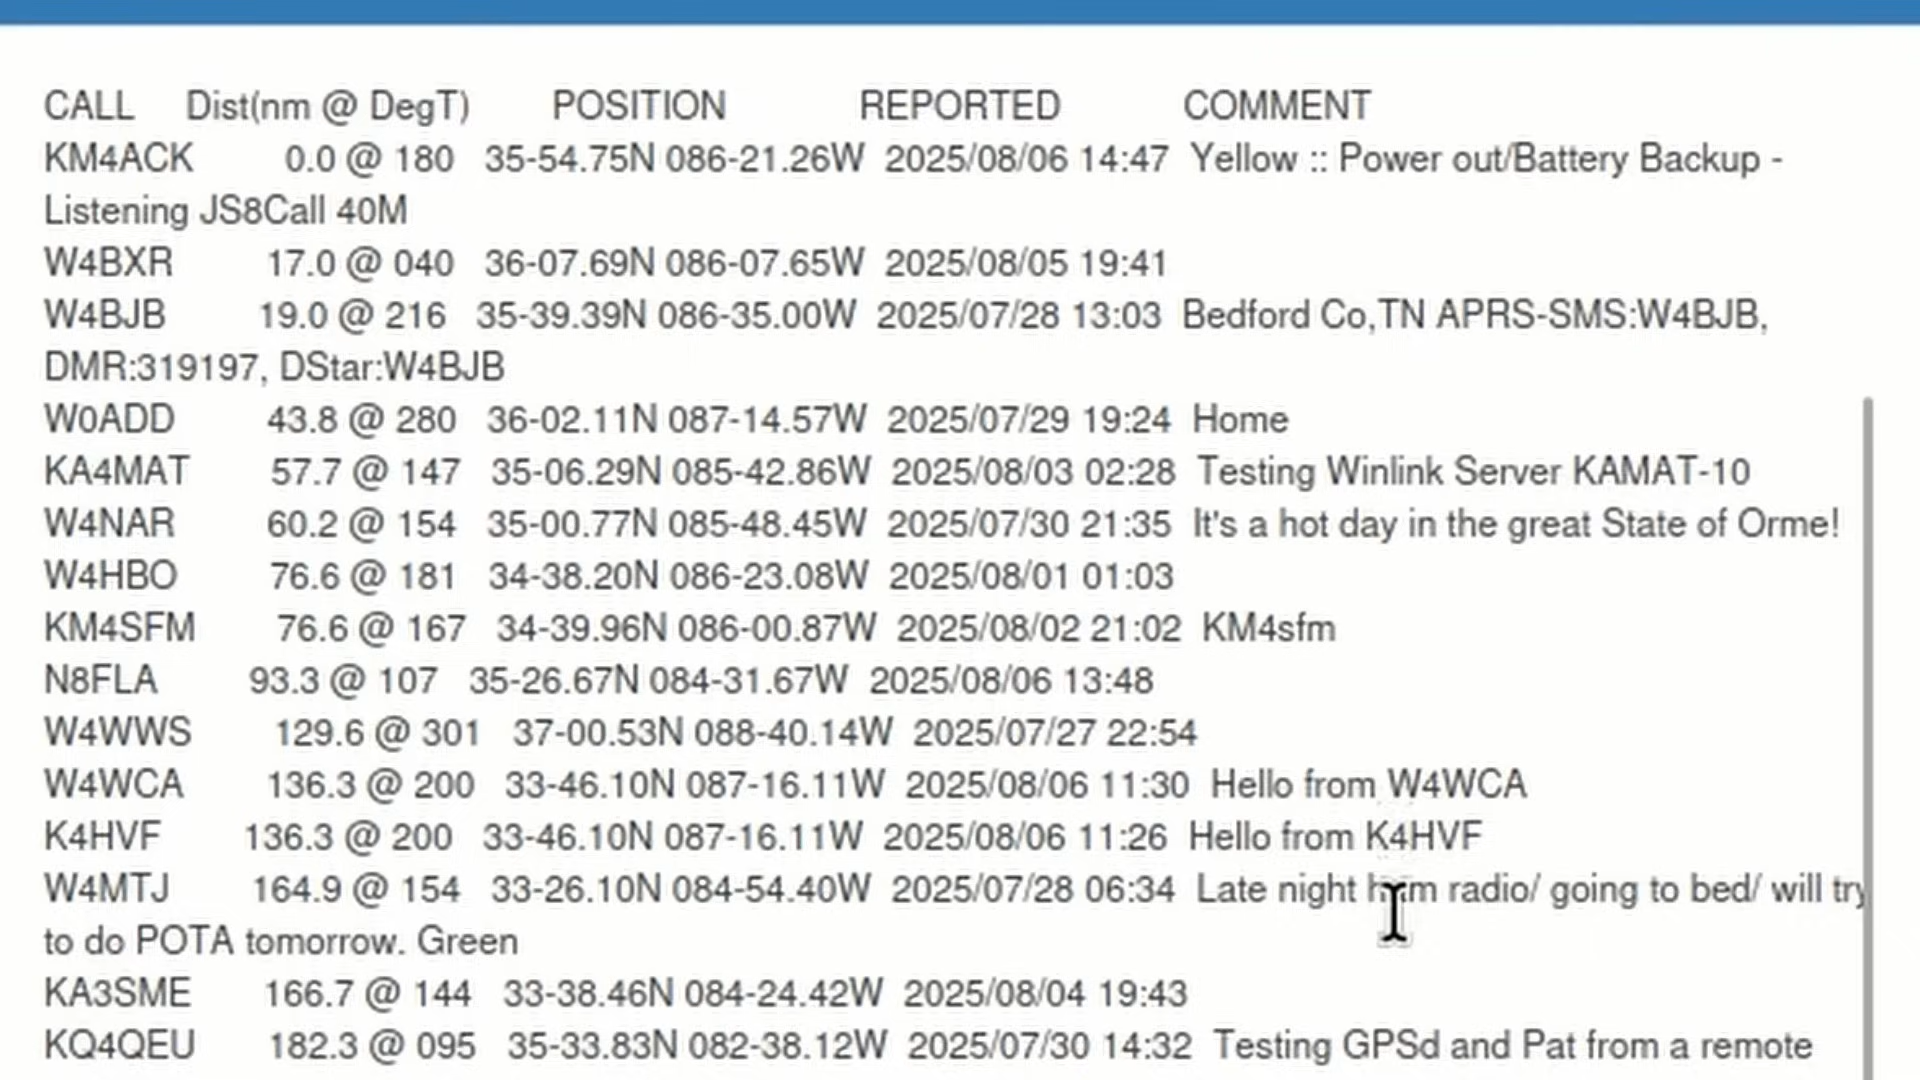 CALL Dist(nm @ DegT) POSITION REPORTED COMMENT
KM4ACK 0.0 @ 180 35-54.75N 086-21.26W 2025/08/06 14:47 Yellow :: Power out/Battery Backup -
Listening JS8Call 40M
W4BXR 17.0 @ 040 36-07.69N 086-07.65W 2025/08/05 19:41
W4BJB 19.0 @ 216 35-39.39N 086-35.00W 2025/07/28 13:03 Bedford Co,TN APRS-SMS:W4BJB,
DMR:319197, DStar:W4BJB
W0ADD 43.8 @ 280 36-02.11N 087-14.57W 2025/07/29 19:24 Home
KA4MAT 57.7 @ 147 35-06.29N 085-42.86W 2025/08/03 02:28 Testing Winlink Server KAMAT-10
W4NAR 60.2 @ 154 35-00.77N 085-48.45W 2025/07/30 21:35 It's a hot day in the great State of Orme!
W4HBO 76.6 @ 181 34-38.20N 086-23.08W 2025/08/01 01:03
KM4SFM 76.6 @ 167 34-39.96N 086-00.87W 2025/08/02 21:02 KM4sfm
N8FLA 93.3 @ 107 35-26.67N 084-31.67W 2025/08/06 13:48
W4WWS 129.6 @ 301 37-00.53N 088-40.14W 2025/07/27 22:54
W4WCA 136.3 @ 200 33-46.10N 087-16.11W 2025/08/06 11:30 Hello from W4WCA
K4HVF 136.3 @ 200 33-46.10N 087-16.11W 2025/08/06 11:26 Hello from K4HVF
W4MTJ 164.9 @ 154 33-26.10N 084-54.40W 2025/07/28 06:34 Late night ham radio/ going to bed/ will try
to do POTA tomorrow. Green
KA3SME 166.7 @ 144 33-38.46N 084-24.42W 2025/08/04 19:43
KQ4QEU 182.3 @ 095 35-33.83N 082-38.12W 2025/07/30 14:32 Testing GPSd and Pat from a remote